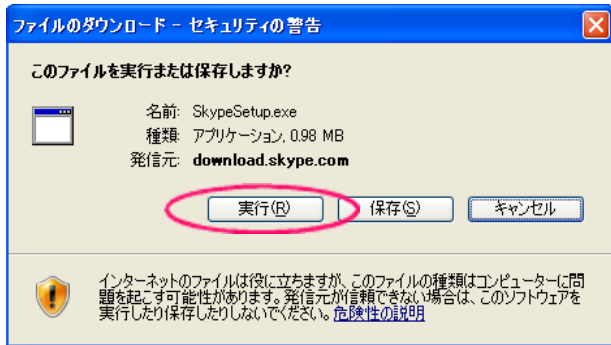 ファイルのダウンロード - セキュリティの警告
このファイルを実行または保存しますか?
名前: SkypeSetup.exe
種類: アプリケーション, 0.98 MB
発信元: download.skype.com
実行(R) 保存(S) キャンセル
インターネットのファイルは役に立ちますが、このファイルの種類はコンピューターに問
題を起こす可能性があります。発信元が信頼できない場合は、このソフトウェアを
実行したり保存したりしないでください。危険性の説明